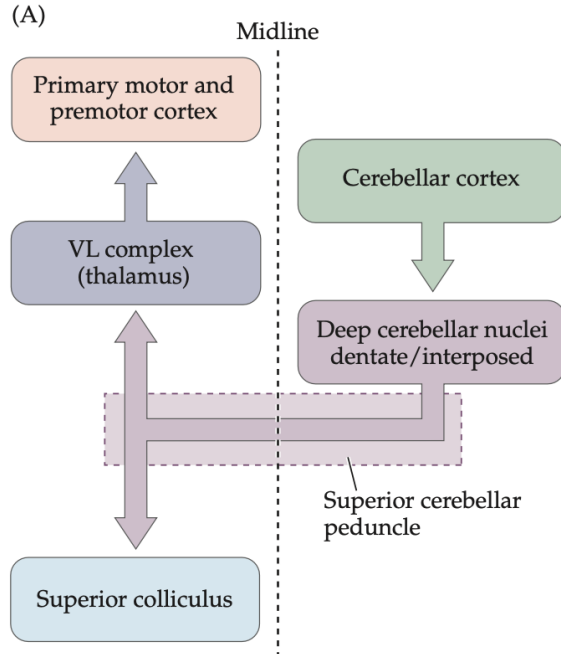 (A)
Midline
Primary motor and
premotor cortex
Cerebellar cortex
VL complex
(thalamus)
Deep cerebellar nuclei
dentate/interposed
Superior cerebellar
peduncle
Superior colliculus